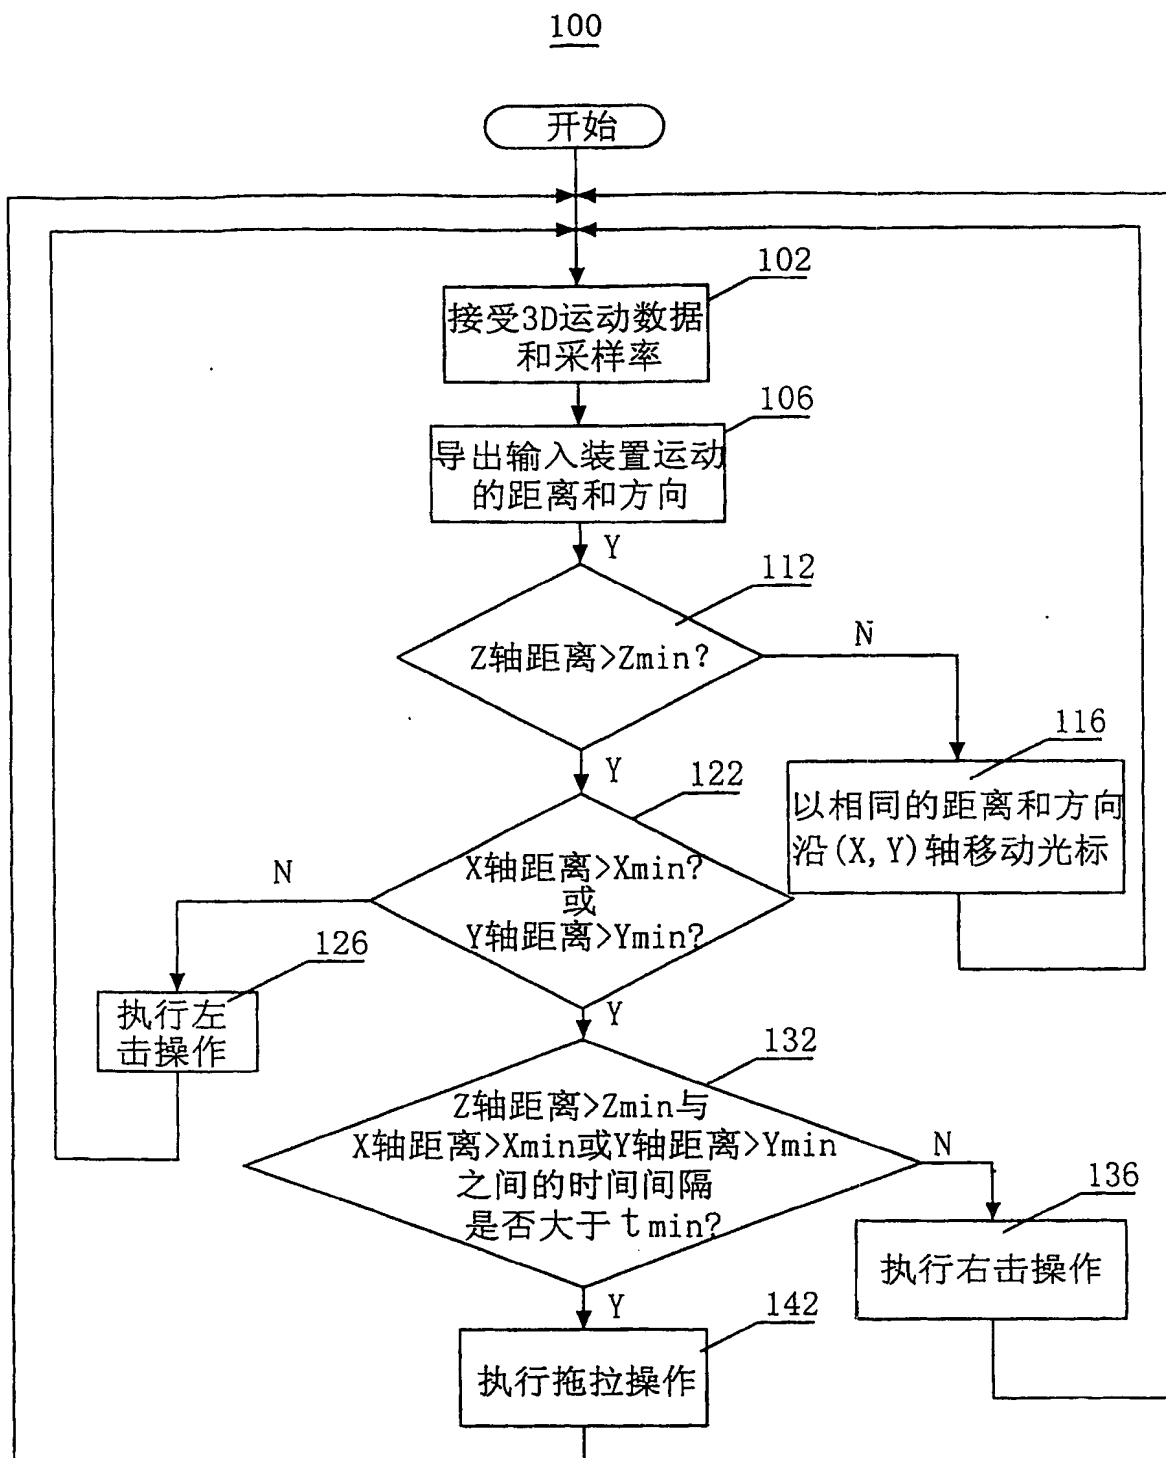 100
开始
102
接受3D运动数据
和采样率
106
导出输入装置运动
的距离和方向
Y
112
Z轴距离>Zmin?
N
Y
116
以相同的距离和方向
沿(X,Y)轴移动光标
122
X轴距离>Xmin?
或
Y轴距离>Ymin?
N
126
执行左
击操作
Y
132
Z轴距离>Zmin与
X轴距离>Xmin或Y轴距离>Ymin
之间的时间间隔
是否大于tmin?
N
136
执行右击操作
Y
142
执行拖拉操作